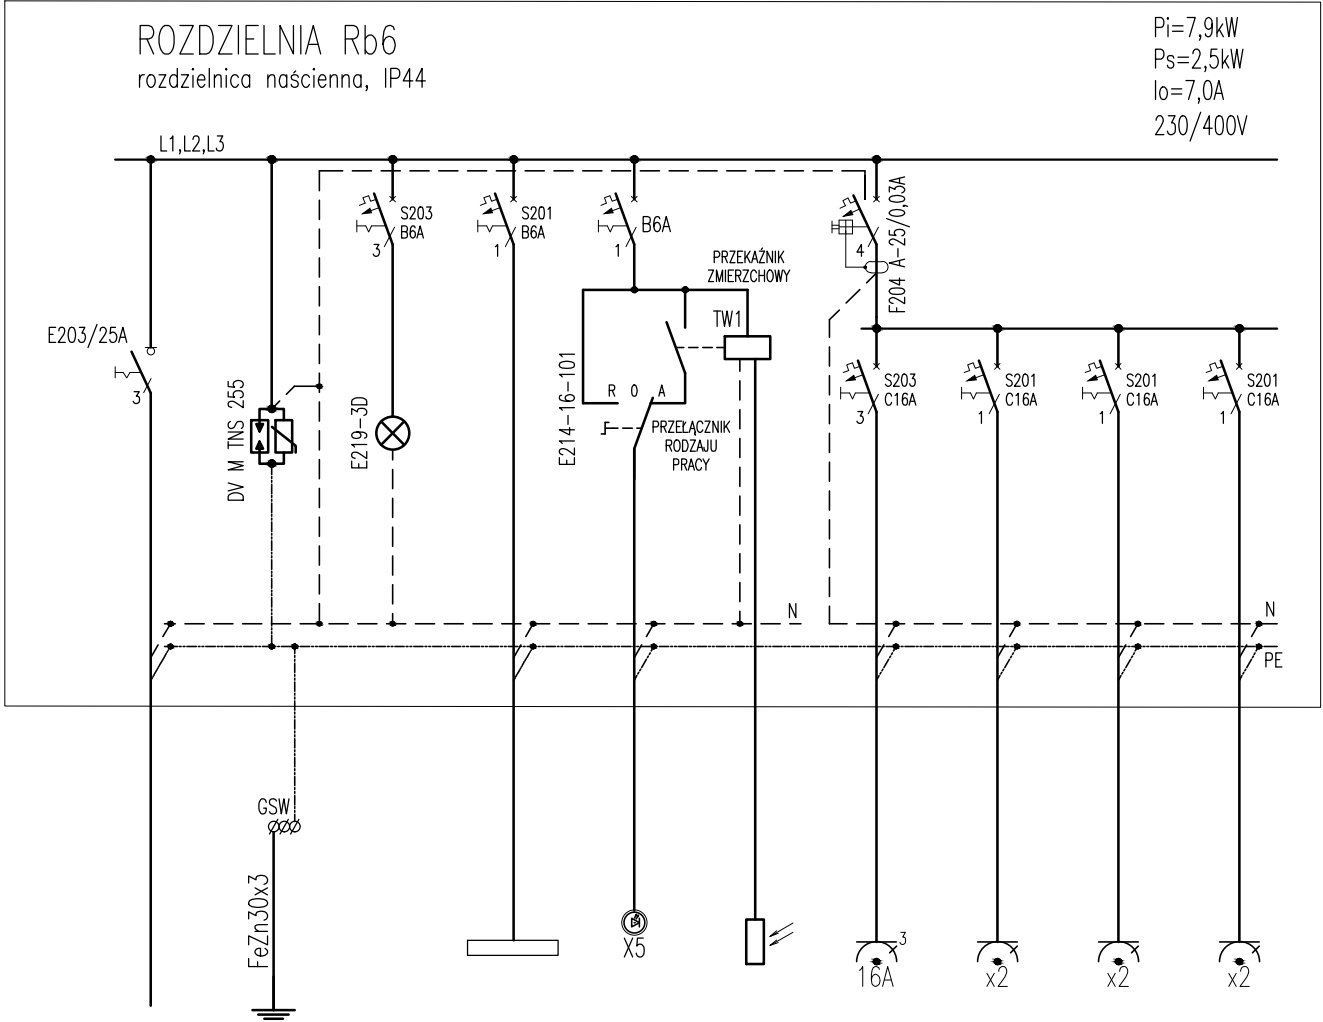 ROZDZIELNIA Rb6
rozdzielnica naścienna, IP44
Pi=7,9kW
Ps=2,5kW
Io=7,0A
230/400V
L1,L2,L3
E203/25A
3
DV M TNS 255
S203
B6A
3
E219-3D
S201
B6A
1
B6A
1
PRZEKAŹNIK
ZMIERZCHOWY
TW1
E214-16-101
R 0 A
PRZEŁĄCZNIK
RODZAJU
PRACY
4
F204 A-25/0,03A
S203
C16A
3
S201
C16A
1
S201
C16A
1
S201
C16A
1
N
N
PE
GSW
FeZn30x3
X5
3
16A
x2
x2
x2